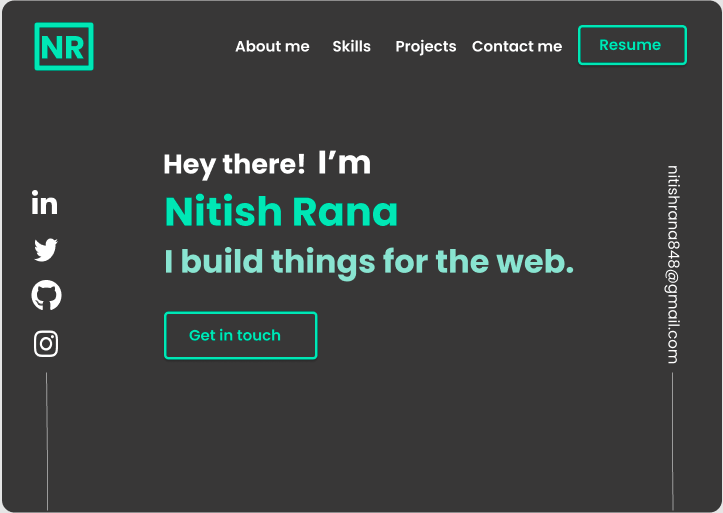 NR
About me Skills Projects Contact me Resume
Hey there! I’m
Nitish Rana
I build things for the web.
Get in touch
in
nitishrana848@gmail.com